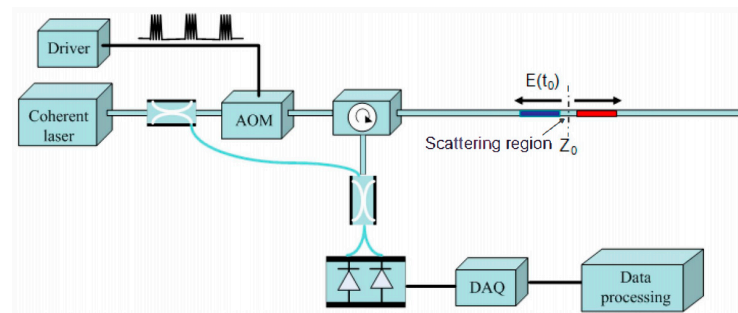 Driver
E(t₀)
Coherent
laser
AOM
Scattering region Z₀
DAQ
Data
processing